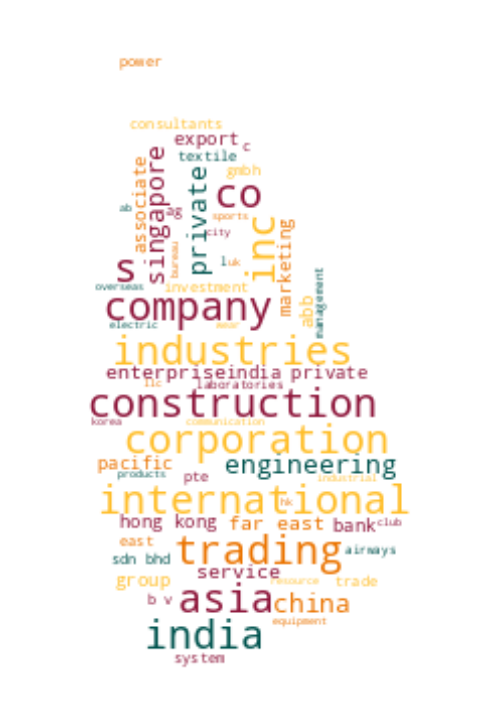 power
consultants
export c
textile
associate
singapore
private
gmbh
co
ab
ag
sports
city
inc
marketing
bureau
l uk
s
overseas
investment
management
company
abb
electric
wear
industries
enterprise india private
llc
laboratories
construction
korea
communication
corporation
pacific
engineering
products
pte
industrial
international
hk
hong kong
far east
bank
club
east
trading
airways
sdn bhd
service
group
resource
trade
b v
asia
china
equipment
india
system